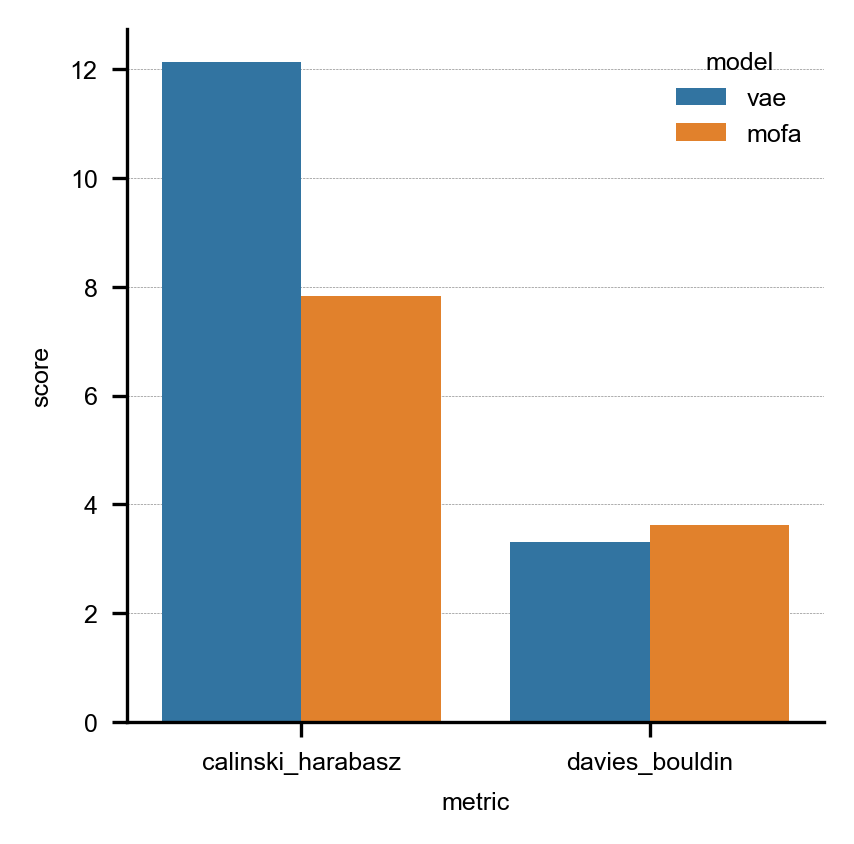 model
vae
mofa
12
10
8
6
4
2
0
score
calinski_harabasz
davies_bouldin
metric